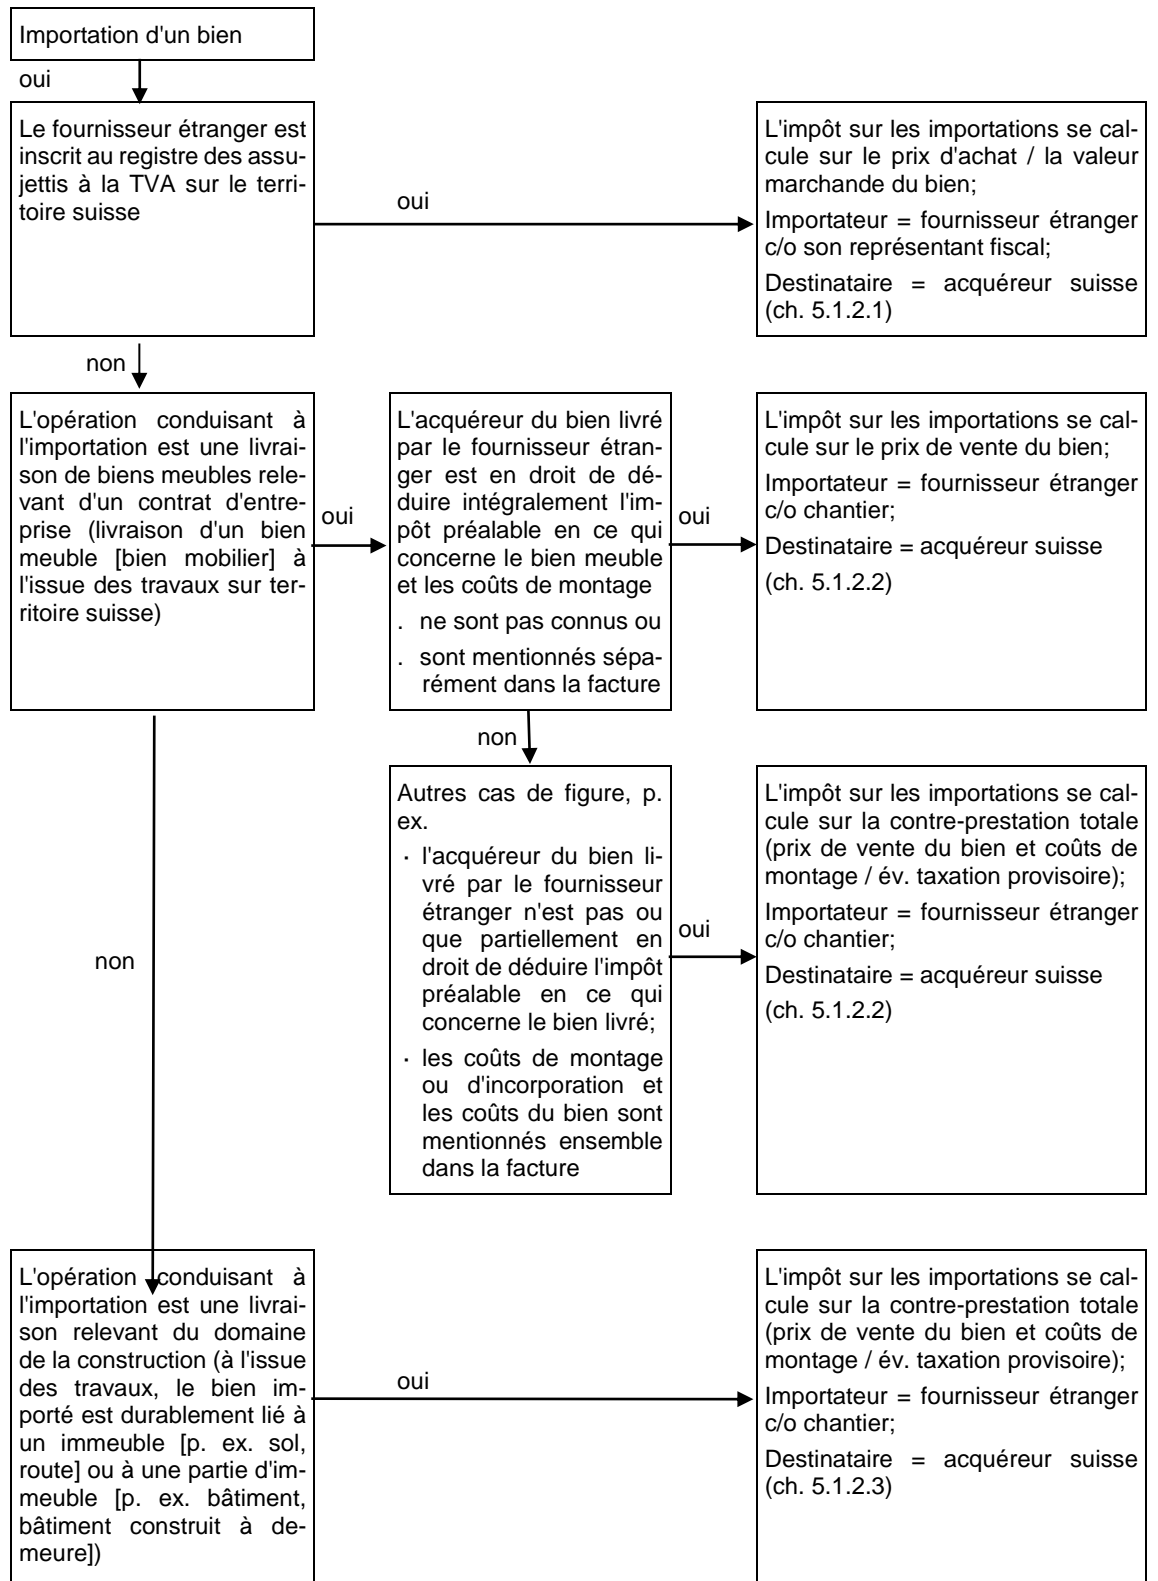 Importation d'un bien
oui
Le fournisseur étranger est
inscrit au registre des assu-
jettis à la TVA sur le terri-
toire suisse
oui
L'impôt sur les importations se cal-
cule sur le prix d'achat / la valeur
marchande du bien;
Importateur = fournisseur étranger
c/o son représentant fiscal;
Destinataire = acquéreur suisse
(ch. 5.1.2.1)
non
L'opération conduisant à
l'importation est une livrai-
son de biens meubles rele-
vant d'un contrat d'entre-
prise (livraison d'un bien
meuble [bien mobilier] à
l'issue des travaux sur ter-
ritoire suisse)
oui
L'acquéreur du bien livré
par le fournisseur étran-
ger est en droit de dé-
duire intégralement l'im-
pôt préalable en ce qui
concerne le bien meuble
et les coûts de montage
. ne sont pas connus ou
. sont mentionnés sépa-
rément dans la facture
oui
L'impôt sur les importations se cal-
cule sur le prix de vente du bien;
Importateur = fournisseur étranger
c/o chantier;
Destinataire = acquéreur suisse
(ch. 5.1.2.2)
non
Autres cas de figure, p.
ex.
· l'acquéreur du bien li-
vré par le fournisseur
étranger n'est pas ou
que partiellement en
droit de déduire l'impôt
préalable en ce qui
concerne le bien livré;
· les coûts de montage
ou d'incorporation et
les coûts du bien sont
mentionnés ensemble
dans la facture
oui
L'impôt sur les importations se cal-
cule sur la contre-prestation totale
(prix de vente du bien et coûts de
montage / év. taxation provisoire);
Importateur = fournisseur étranger
c/o chantier;
Destinataire = acquéreur suisse
(ch. 5.1.2.2)
non
L'opération conduisant à
l'importation est une livrai-
son relevant du domaine
de la construction (à l'issue
des travaux, le bien im-
porté est durablement lié à
un immeuble [p. ex. sol,
route] ou à une partie d'im-
meuble [p. ex. bâtiment,
bâtiment construit à de-
meure])
oui
L'impôt sur les importations se cal-
cule sur la contre-prestation totale
(prix de vente du bien et coûts de
montage / év. taxation provisoire);
Importateur = fournisseur étranger
c/o chantier;
Destinataire = acquéreur suisse
(ch. 5.1.2.3)